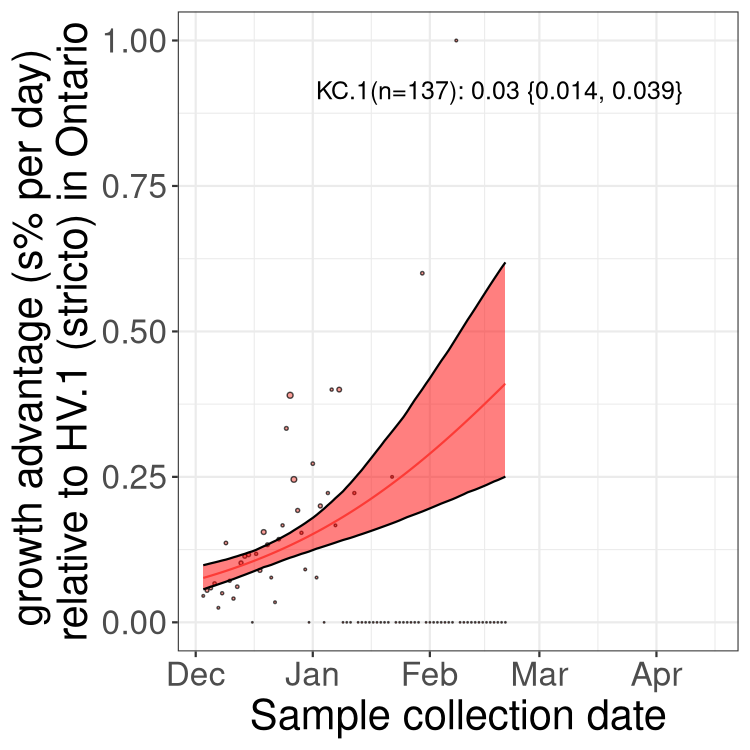 growth advantage (s% per day)
relative to HV.1 (stricto) in Ontario
1.00
0.75
0.50
0.25
0.00
KC.1(n=137): 0.03 {0.014, 0.039}
Dec Jan Feb Mar Apr
Sample collection date